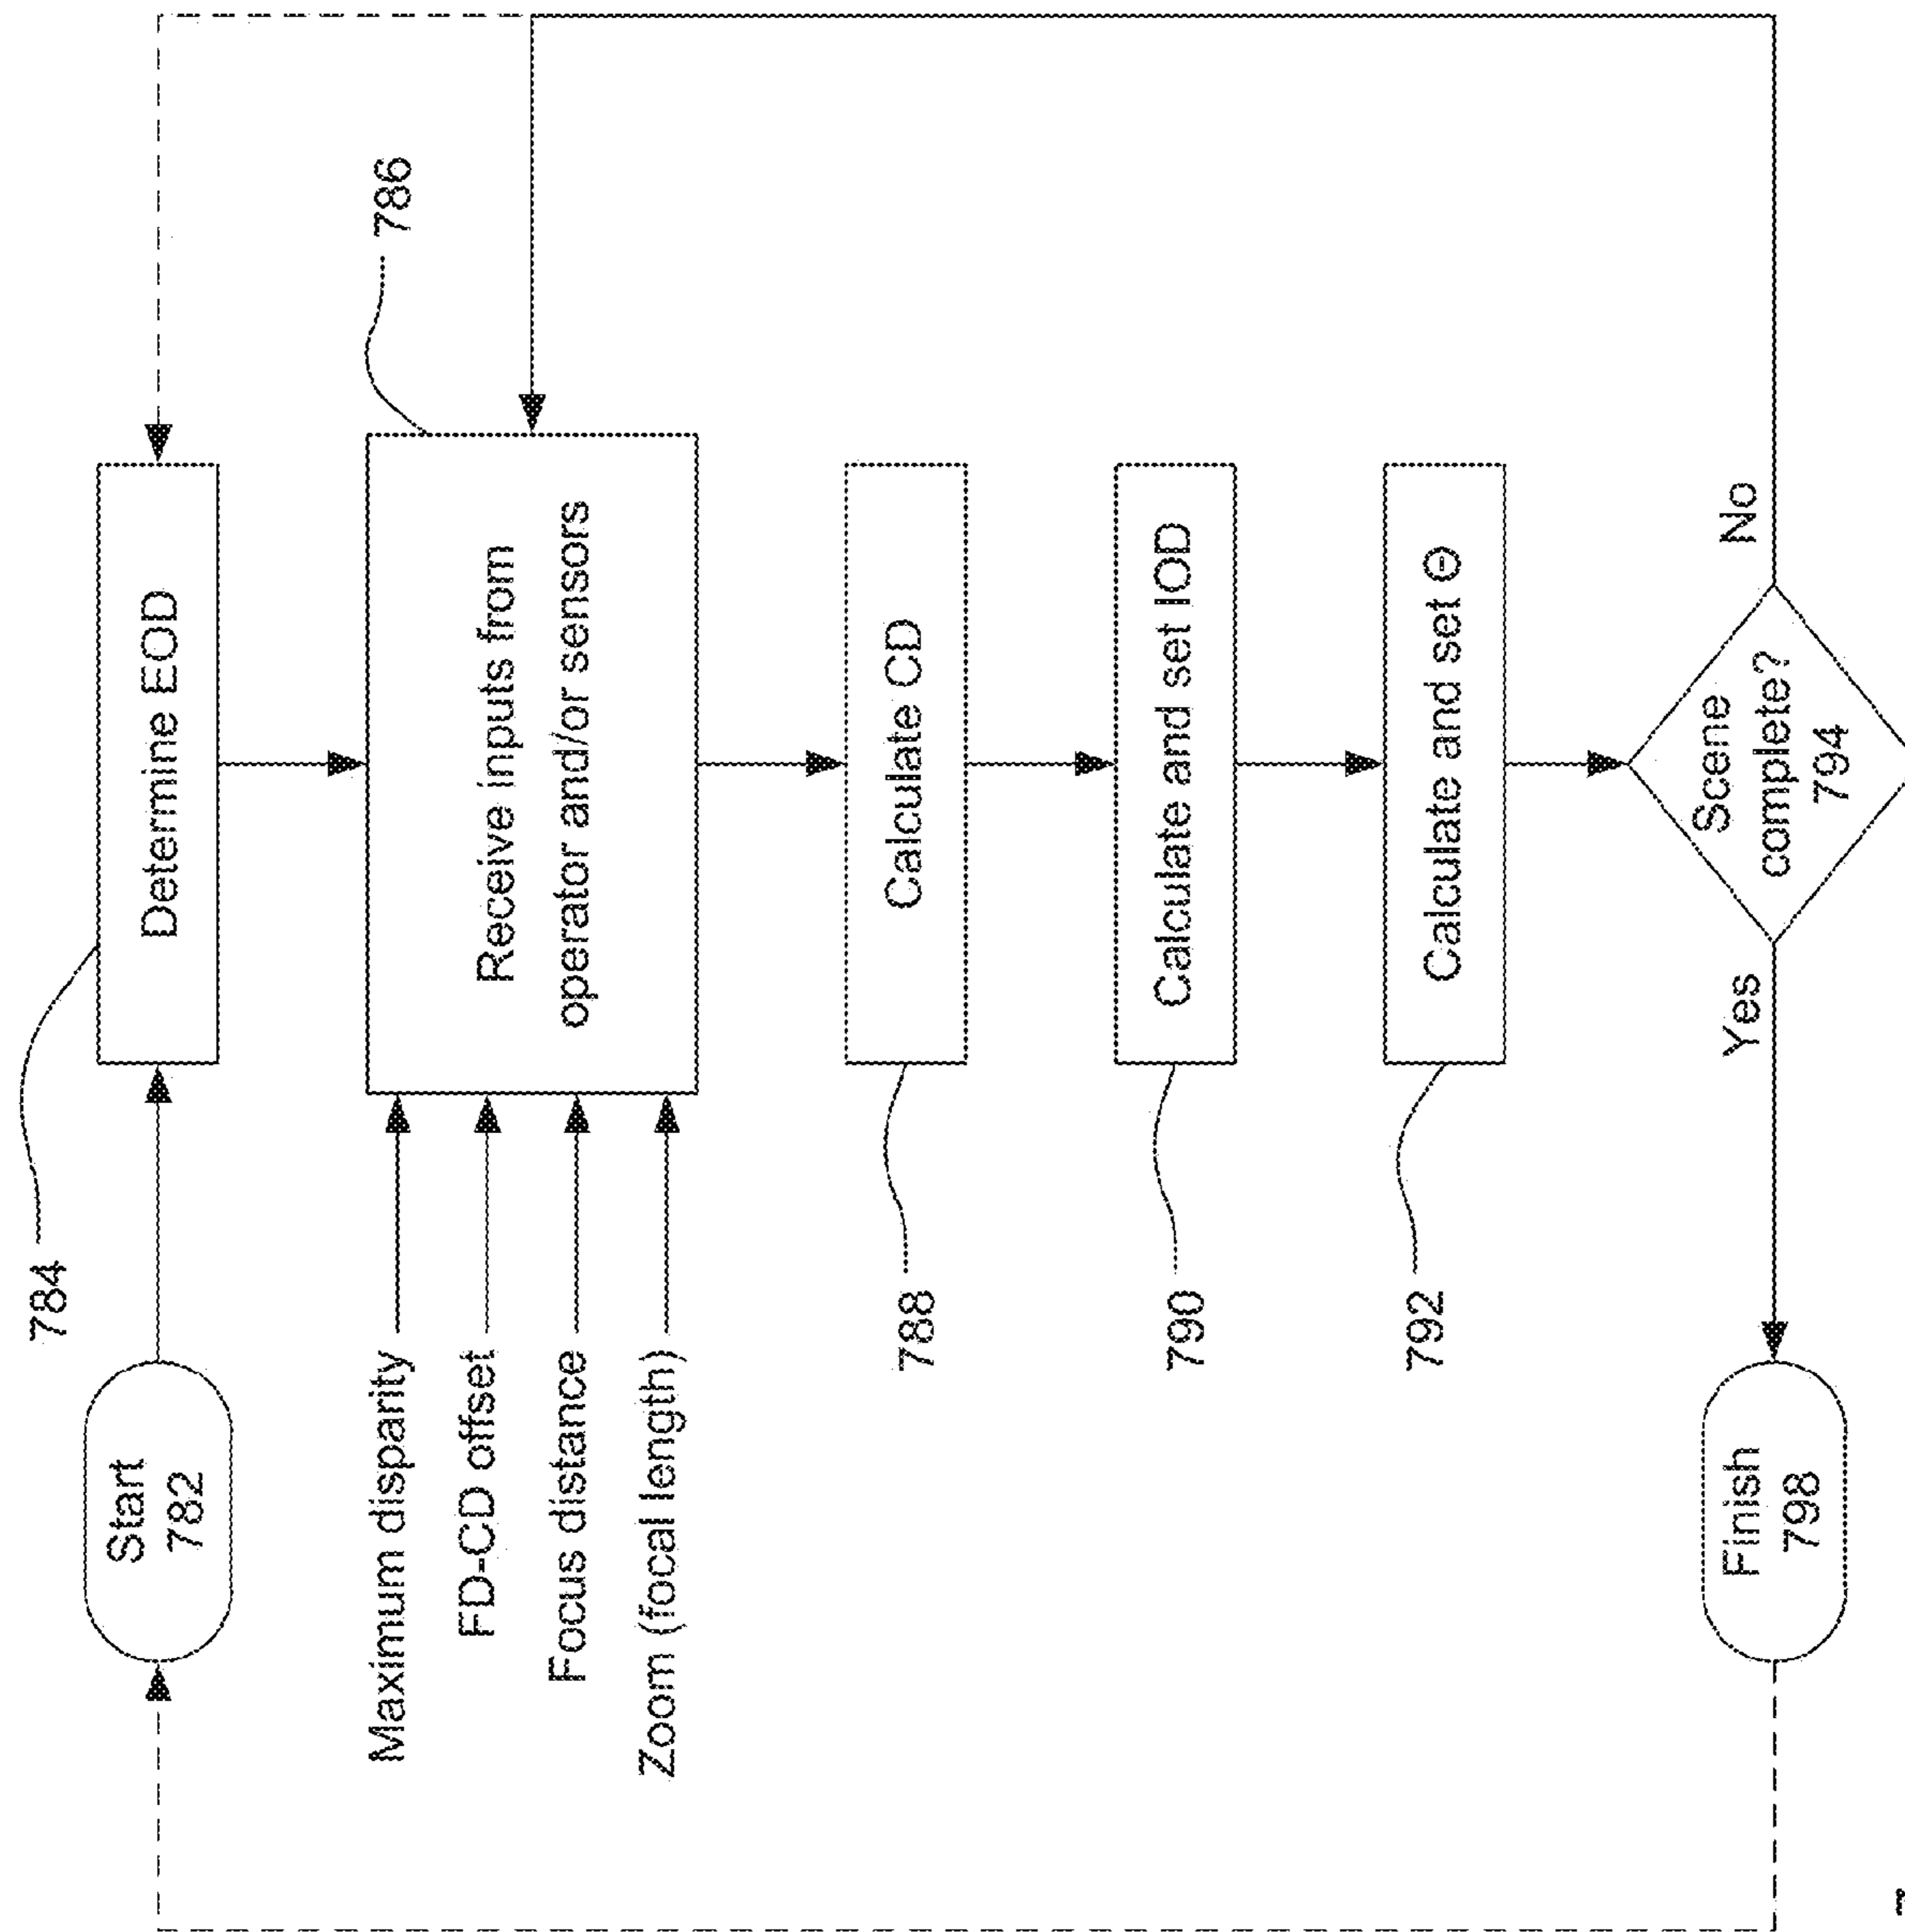 Start
782
784
Determine EOD
Maximum disparity
FD-CD offset
Focus distance
Zoom (focal length)
Receive inputs from
operator and/or sensors
786
788
Calculate CD
790
Calculate and set IOD
792
Calculate and set Θ
Scene
complete?
794
Yes
No
Finish
798